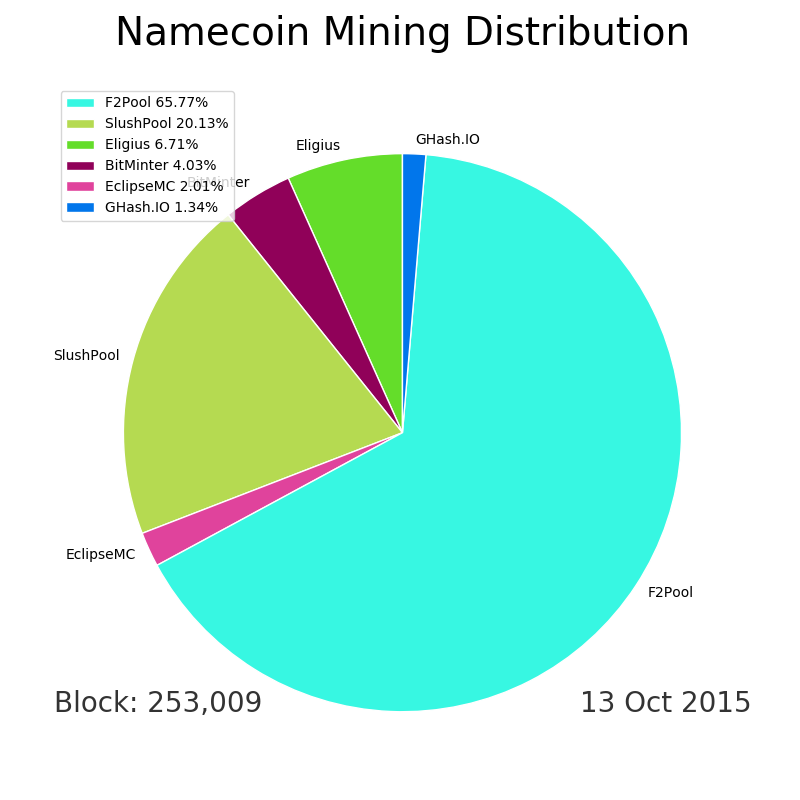 Namecoin Mining Distribution
F2Pool 65.77%
SlushPool 20.13%
Eligius 6.71%
BitMinter 4.03%
EclipseMC 2.01%
GHash.IO 1.34%
Eligius
GHash.IO
BitMinter
SlushPool
EclipseMC
F2Pool
Block: 253,009
13 Oct 2015